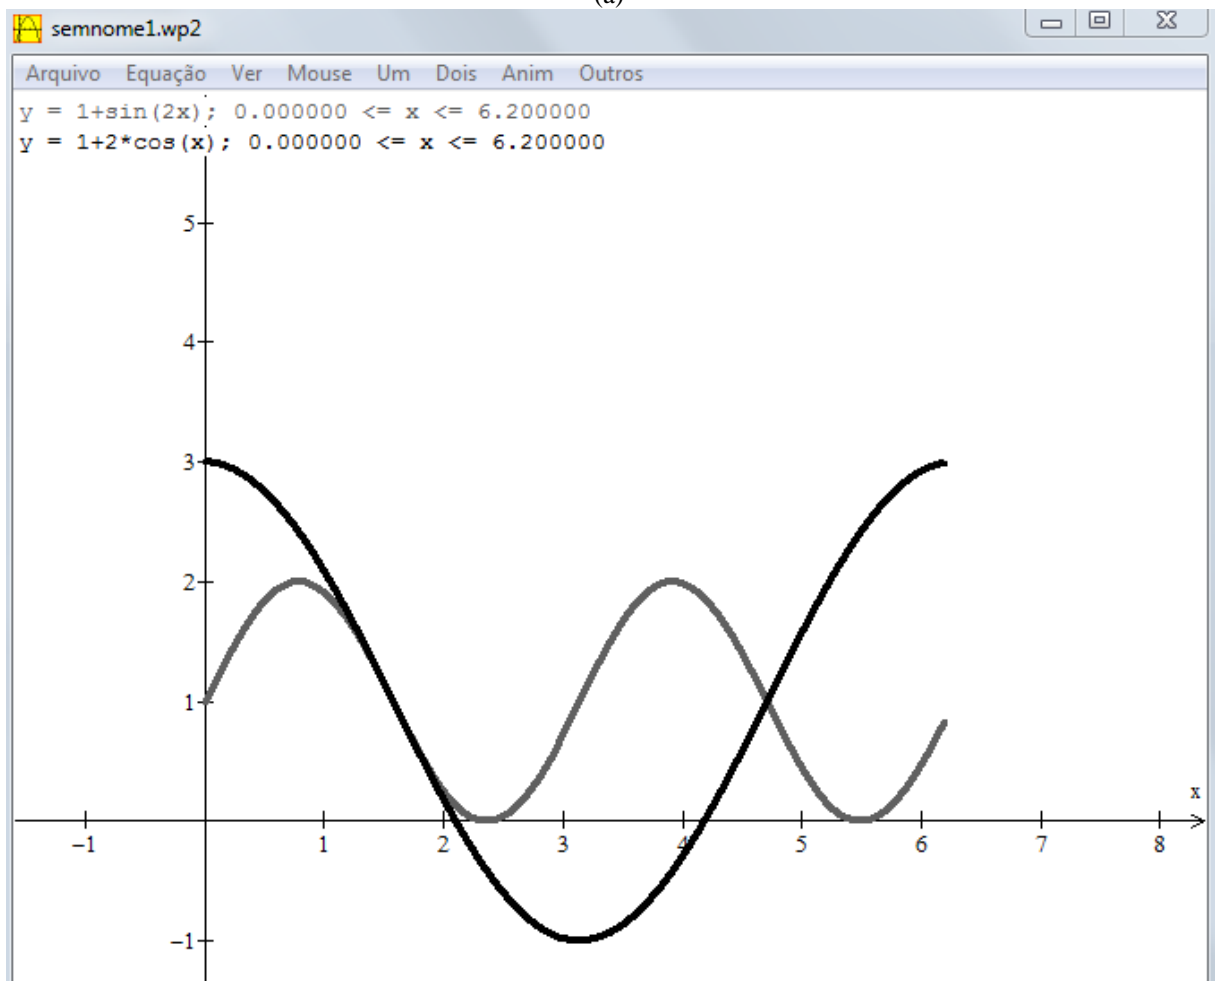 (a)
semnome1.wp2
Arquivo Equação Ver Mouse Um Dois Anim Outros
y = 1+sin(2x); 0.000000 <= x <= 6.200000
y = 1+2*cos(x); 0.000000 <= x <= 6.200000
5
4
3
2
1
x
−1 1 2 3 4 5 6 7 8
−1